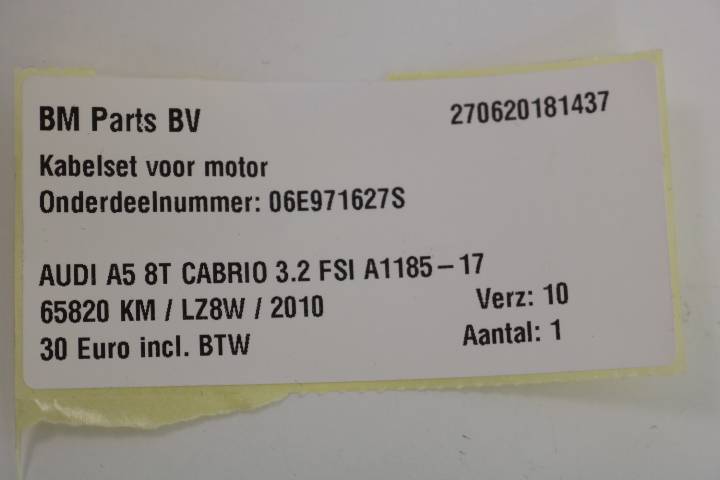 BM Parts BV 270620181437
Kabelset voor motor
Onderdeelnummer: 06E971627S
AUDI A5 8T CABRIO 3.2 FSI A1185-17
65820 KM / LZ8W / 2010 Verz: 10
30 Euro incl. BTW Aantal: 1